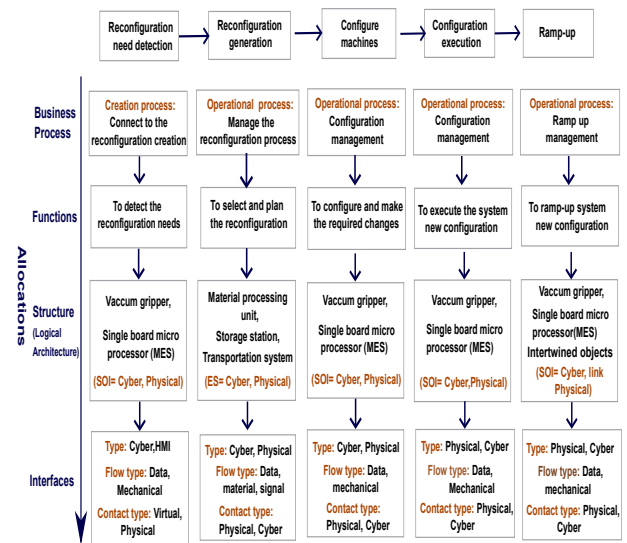 Reconfiguration
need detection
Reconfiguration
generation
Configure
machines
Configuration
execution
Ramp-up
Allocations
Business
Process
Creation process:
Connect to the
reconfiguration creation
Operational process:
Manage the
reconfiguration process
Operational process:
Configuration
management
Operational process:
Configuration
management
Operational process:
Ramp up
management
Functions
To detect the
reconfiguration needs
To select and plan
the reconfiguration
To configure and make
the required changes
To execute the system
new configuration
To ramp-up system
new configuration
Structure
(Logical
Architecture)
Vaccum gripper,
Single board micro
processor (MES)
(SOI= Cyber, Physical)
Material processing
unit,
Storage station,
Transportation system
(ES= Cyber, Physical)
Vaccum gripper,
Single board micro
processor (MES)
(SOI= Cyber, Physical)
Vaccum gripper,
Single board micro
processor (MES)
(SOI= Cyber,Physical)
Vaccum gripper,
Single board micro
processor(MES)
Intertwined objects
(SOI= Cyber, link
Physical)
Interfaces
Type: Cyber,HMI
Flow type: Data,
Mechanical
Contact type: Virtual,
Physical
Type: Cyber, Physical
Flow type: Data,
material, signal
Contact type:
Physical, Cyber
Type: Cyber, Physical
Flow type: Data,
mechanical
Contact type:
Physical, Cyber
Type: Physical, Cyber
Flow type: Data,
Mechanical
Contact type: Physical,
Cyber
Type: Physical, Cyber
Flow type: Data,
mechanical
Contact type: Physical,
Cyber